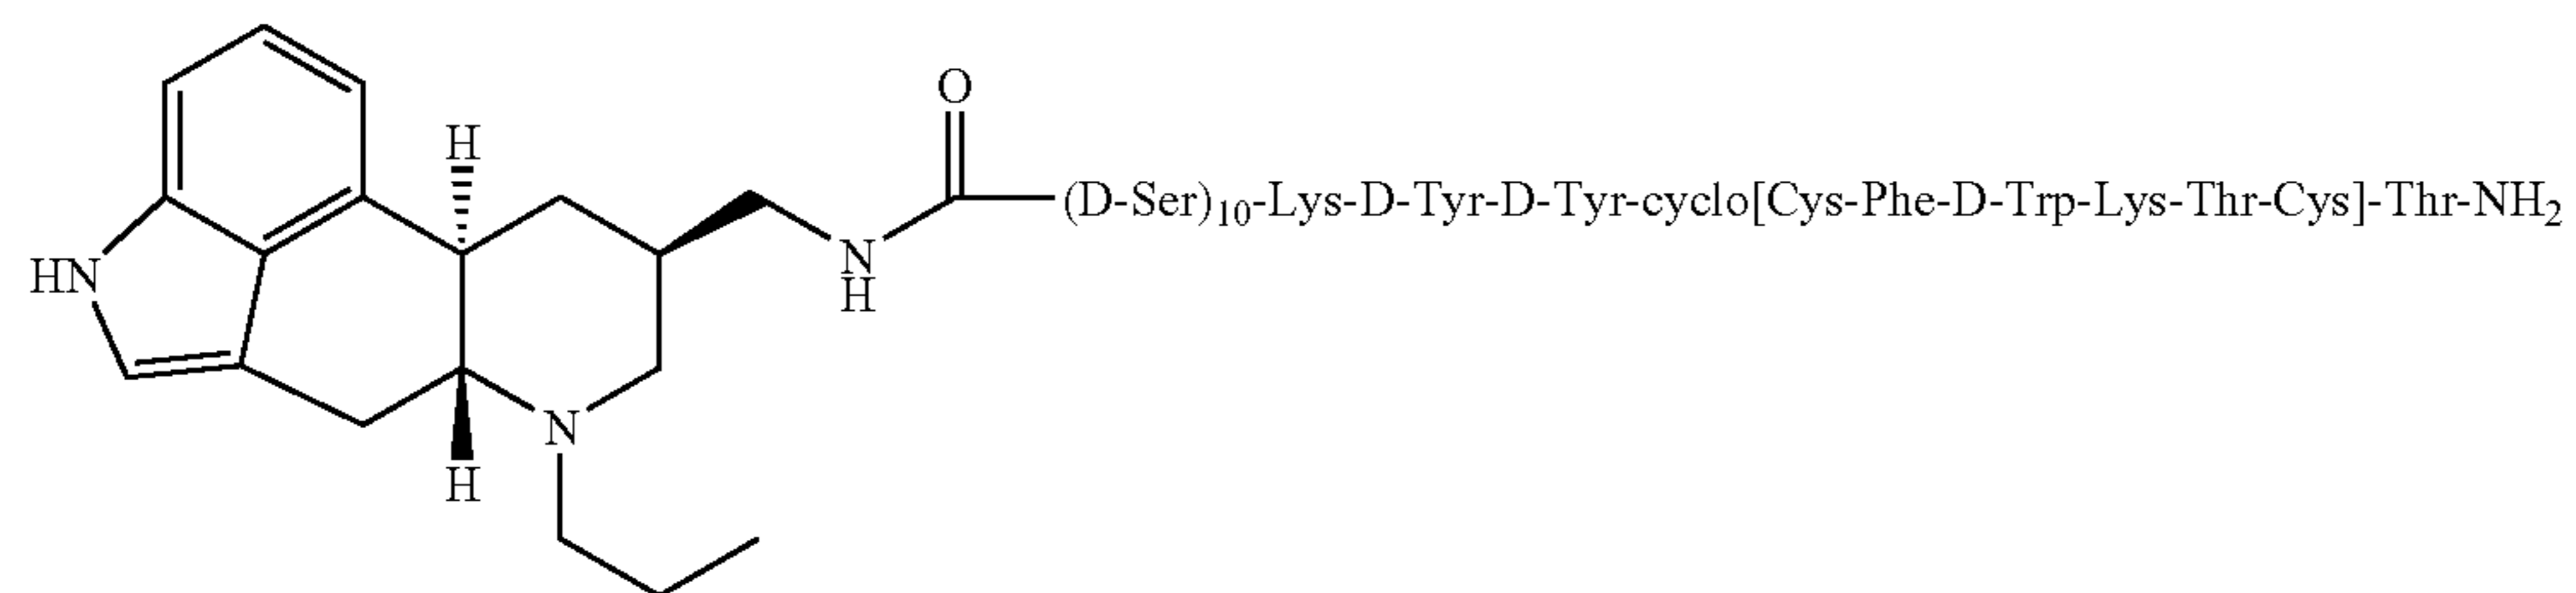 O
H
(D-Ser)10-Lys-D-Tyr-D-Tyr-cyclo[Cys-Phe-D-Trp-Lys-Thr-Cys]-Thr-NH2
HN
N
H
N
H